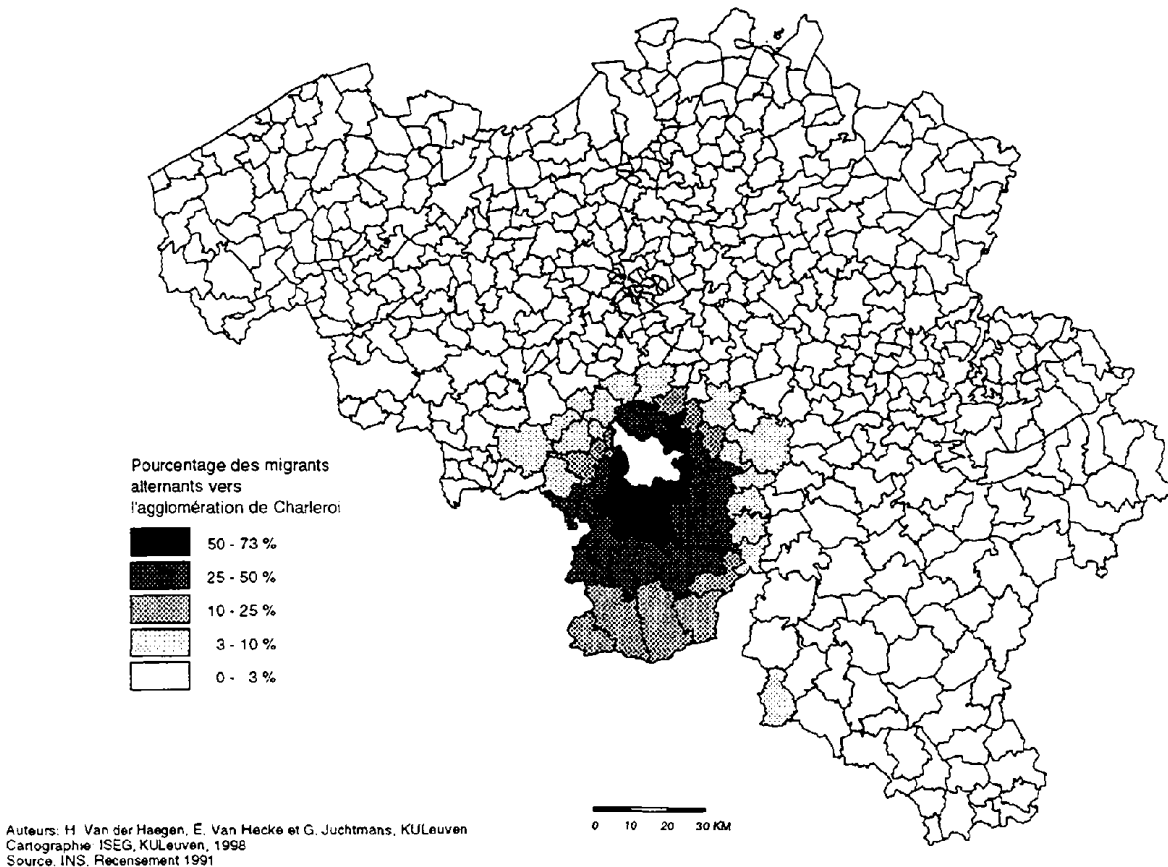 Pourcentage des migrants
alternants vers
l'agglomération de Charleroi
50 - 73 %
25 - 50 %
10 - 25 %
3 - 10 %
0 - 3 %
0 10 20 30 KM
Auteurs: H. Van der Haegen, E. Van Hecke et G. Juchtmans, KULeuven
Cartographie: ISEG, KULeuven, 1998
Source: INS, Recensement 1991